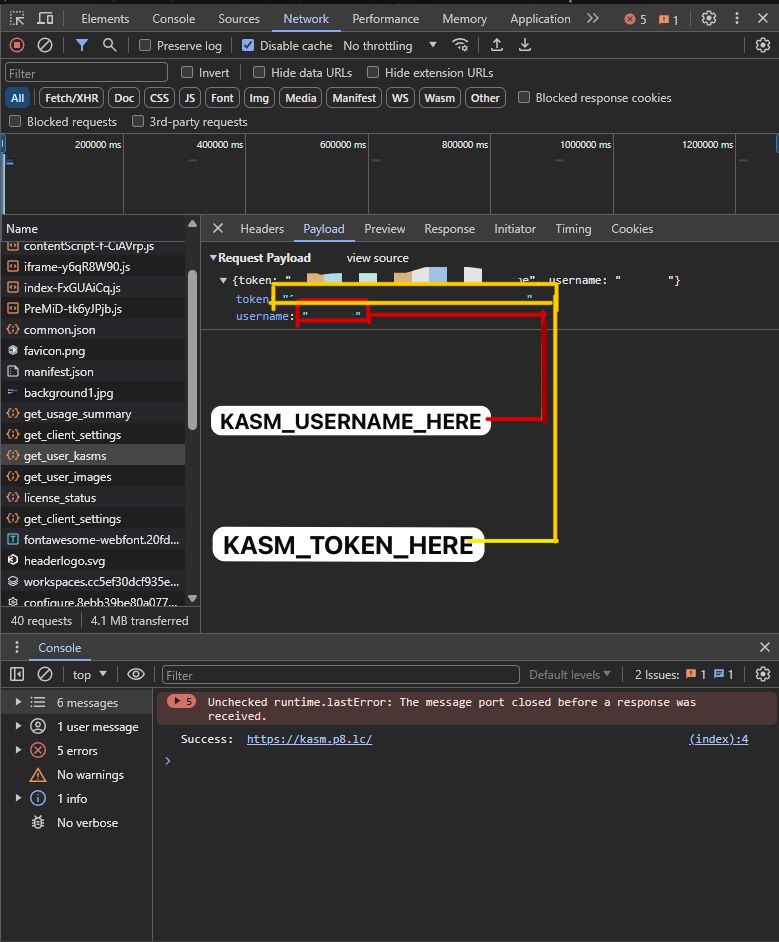 Elements Console Sources Network Performance Memory Application 5 1
Preserve log Disable cache No throttling
Filter Invert Hide data URLs Hide extension URLs
All Fetch/XHR Doc CSS JS Font Img Media Manifest WS Wasm Other Blocked response cookies
Blocked requests 3rd-party requests
200000 ms 400000 ms 600000 ms 800000 ms 1000000 ms 1200000 ms
Name
contentScript-f-CiAVrp.js
iframe-y6qR8W90.js
index-FxGUAiCq.js
PreMiD-tk6yJPjb.js
common.json
favicon.png
manifest.json
background1.jpg
get_usage_summary
get_client_settings
get_user_kasms
get_user_images
license_status
get_client_settings
fontawesome-webfont.20fd...
headerlogo.svg
workspaces.cc5ef30dcf935e...
configure.8ebb39be80a077...
40 requests 4.1 MB transferred
Headers Payload Preview Response Initiator Timing Cookies
Request Payload view source
{token: " ", username: " "}
token
username: " "
KASM_USERNAME_HERE
KASM_TOKEN_HERE
Console
top Filter Default levels 2 Issues: 1 1
6 messages
1 user message
5 errors
No warnings
1 info
No verbose
5 Unchecked runtime.lastError: The message port closed before a response was
received.
Success: https://kasm.p8.lc/ (index):4